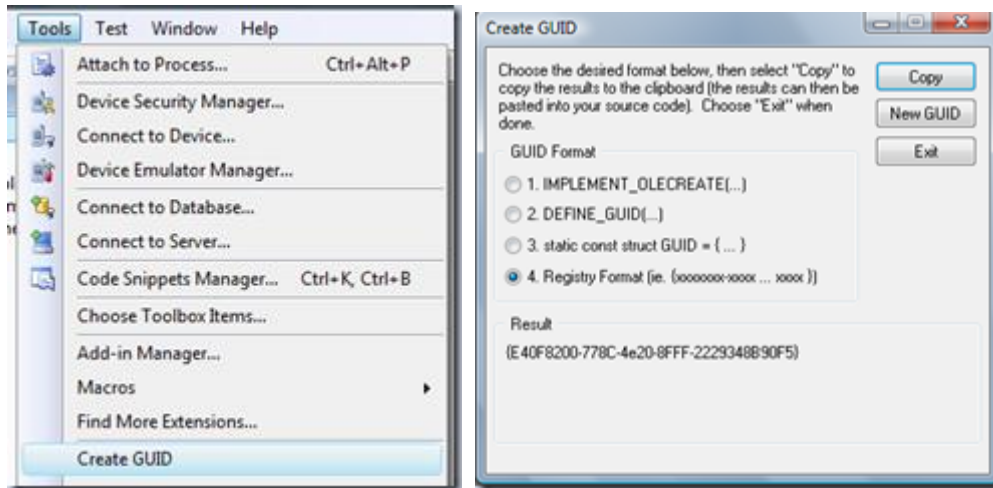 Tools Test Window Help
Attach to Process... Ctrl+Alt+P
Device Security Manager...
Connect to Device...
Device Emulator Manager...
Connect to Database...
Connect to Server...
Code Snippets Manager... Ctrl+K, Ctrl+B
Choose Toolbox Items...
Add-in Manager...
Macros
Find More Extensions...
Create GUID
Create GUID
Choose the desired format below, then select "Copy" to
copy the results to the clipboard (the results can then be
pasted into your source code). Choose "Exit" when
done.
Copy
New GUID
Exit
GUID Format
1. IMPLEMENT_OLECREATE(...)
2. DEFINE_GUID(...)
3. static const struct GUID = { ... }
4. Registry Format (ie. {xxxxxxx-xxxx ... xxxx })
Result
{E40F8200-778C-4e20-8FFF-2229348B90F5}